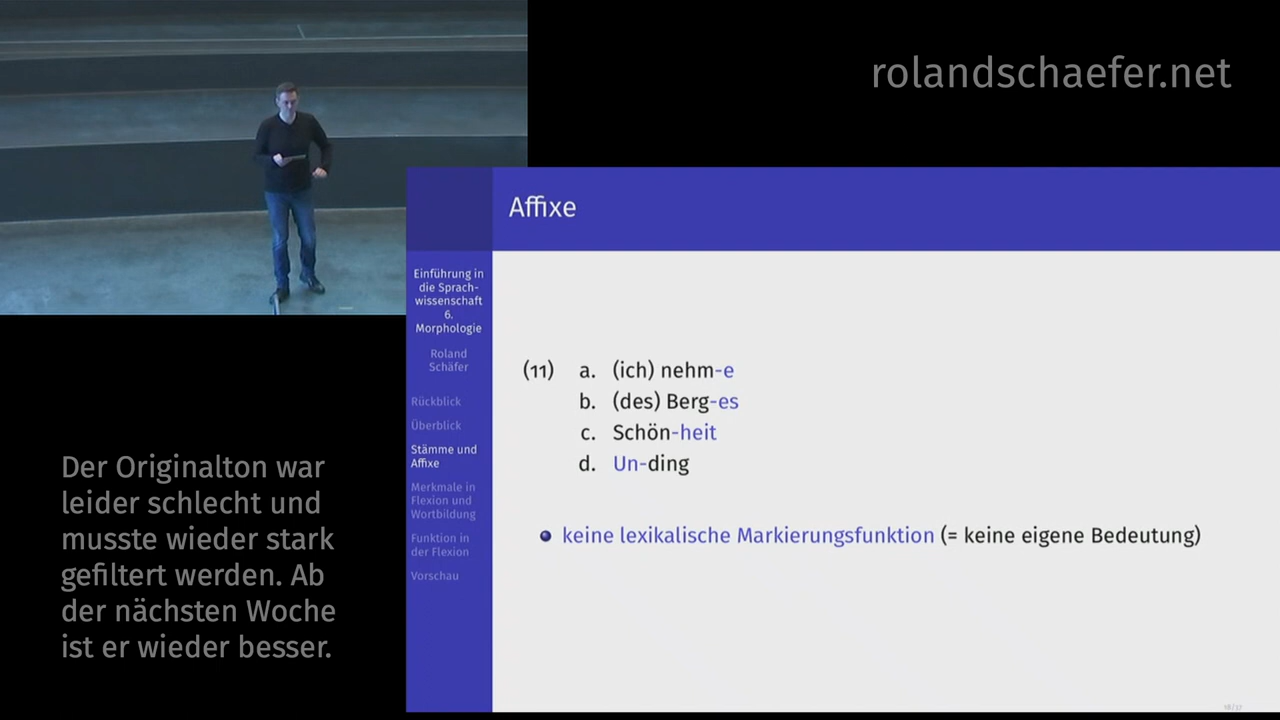 rolandschaefer.net
Affixe
Einführung in
die Sprach-
wissenschaft
6.
Morphologie
Roland
Schäfer
Rückblick
Überblick
Stämme und
Affixe
Merkmale in
Flexion und
Wortbildung
Funktion in
der Flexion
Vorschau
(11) a. (ich) nehm-e
b. (des) Berg-es
c. Schön-heit
d. Un-ding
keine lexikalische Markierungsfunktion (= keine eigene Bedeutung)
Der Originalton war
leider schlecht und
musste wieder stark
gefiltert werden. Ab
der nächsten Woche
ist er wieder besser.